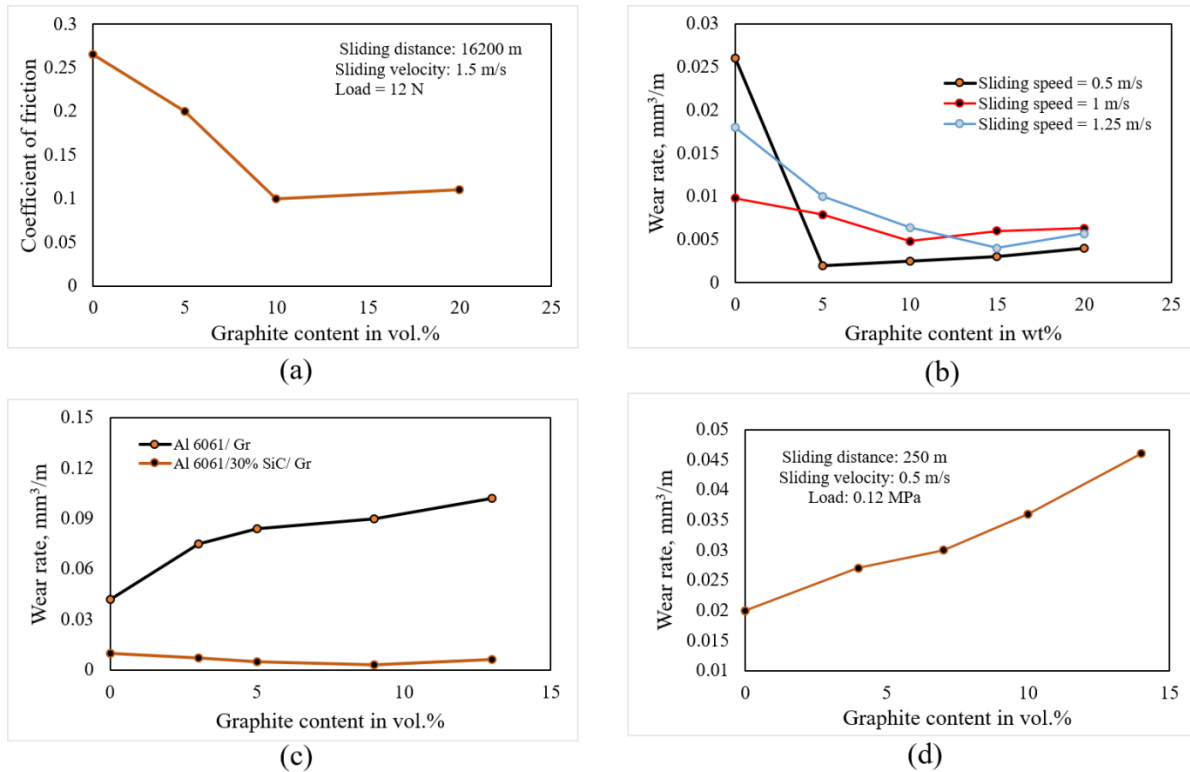 0.3
0.25
0.2
0.15
0.1
0.05
0
Coefficient of friction
Sliding distance: 16200 m
Sliding velocity: 1.5 m/s
Load = 12 N
0 5 10 15 20 25
Graphite content in vol.%
(a)
0.03
0.025
0.02
0.015
0.01
0.005
0
Wear rate, mm³/m
Sliding speed = 0.5 m/s
Sliding speed = 1 m/s
Sliding speed = 1.25 m/s
0 5 10 15 20 25
Graphite content in wt%
(b)
0.15
0.12
0.09
0.06
0.03
0
Wear rate, mm³/m
Al 6061/ Gr
Al 6061/30% SiC/ Gr
0 5 10 15
Graphite content in vol.%
(c)
0.05
0.045
0.04
0.035
0.03
0.025
0.02
0.015
0.01
Wear rate, mm³/m
Sliding distance: 250 m
Sliding velocity: 0.5 m/s
Load: 0.12 MPa
0 5 10 15
Graphite content in vol.%
(d)